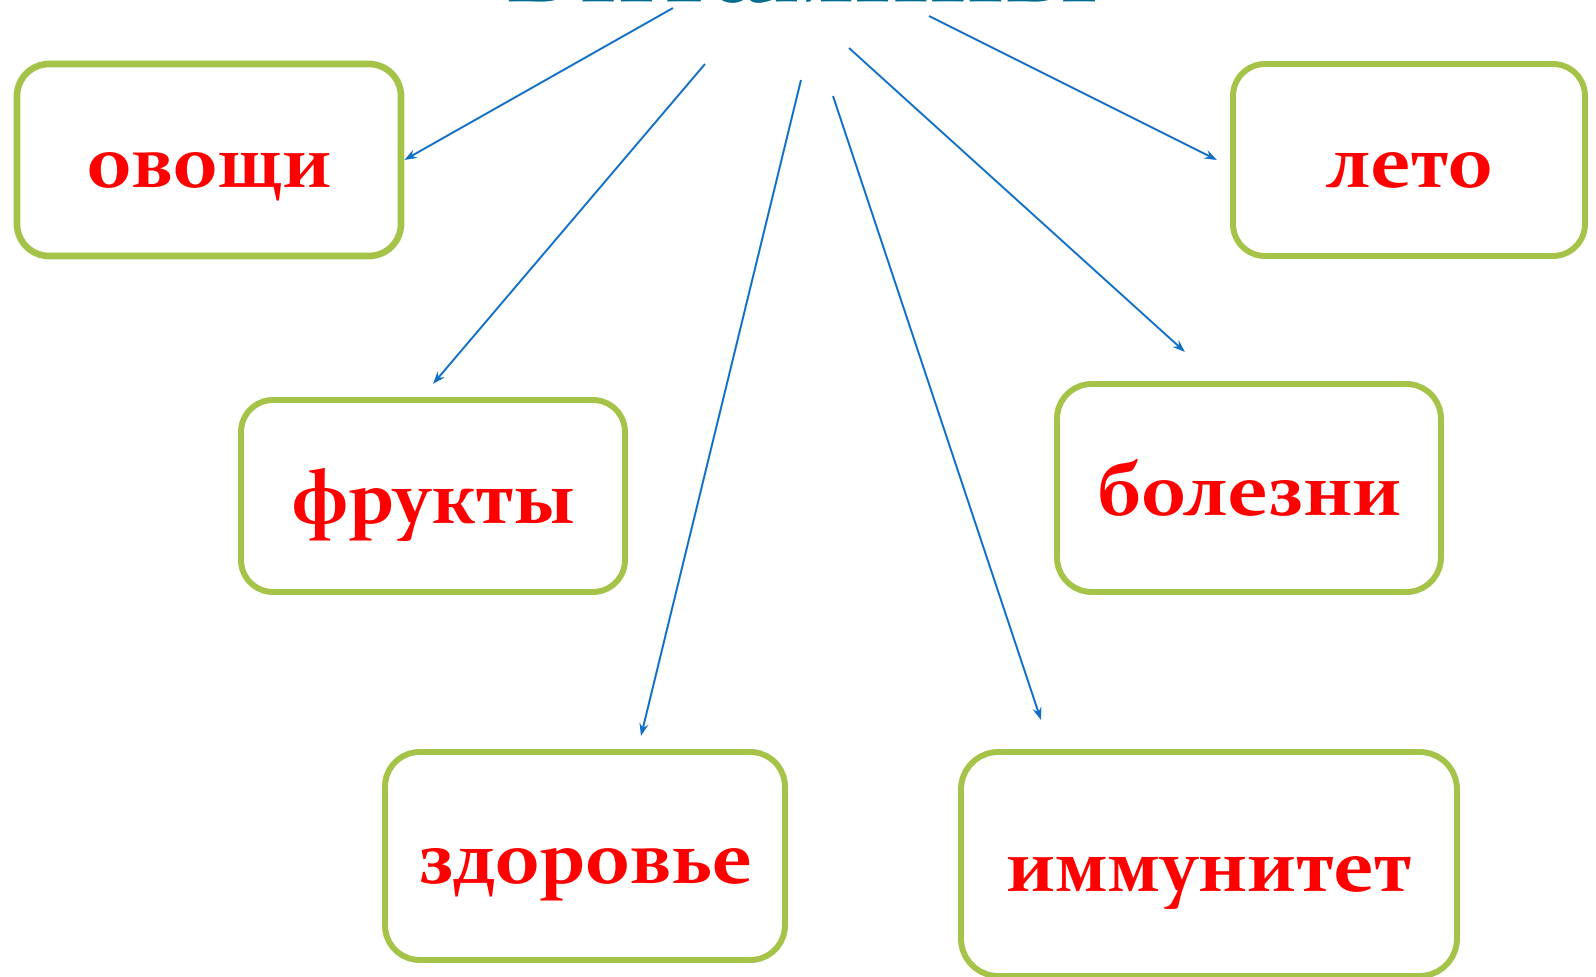 овощи
лето
фрукты
болезни
здоровье
иммунитет